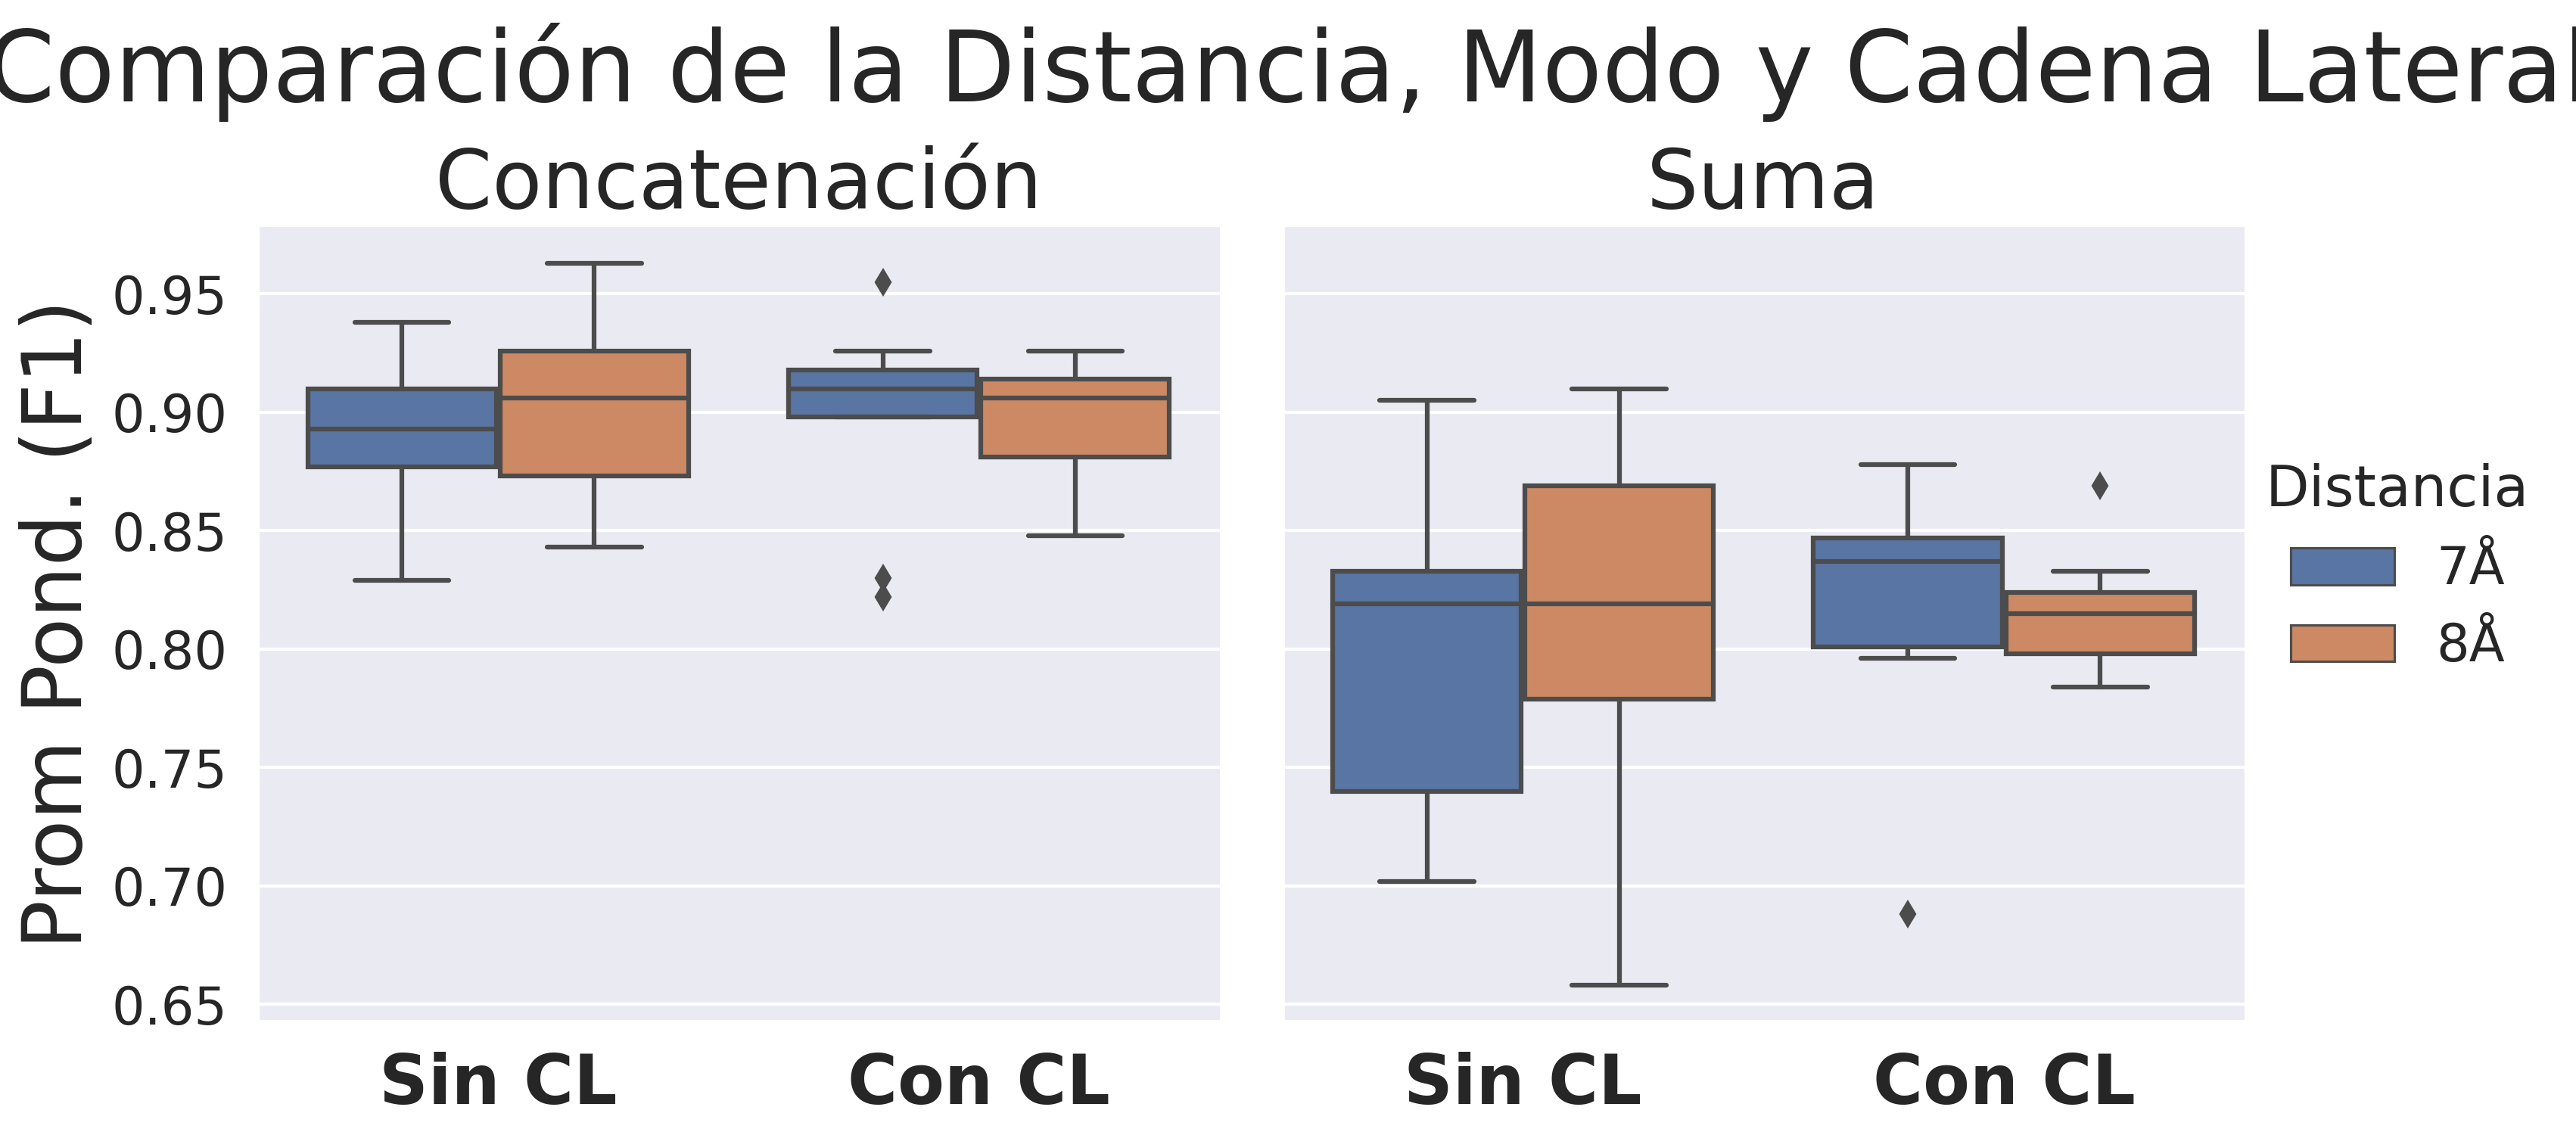 Comparación de la Distancia, Modo y Cadena Lateral
Concatenación
Suma
Prom Pond. (F1)
0.95
0.90
0.85
0.80
0.75
0.70
0.65
Sin CL
Con CL
Sin CL
Con CL
Distancia
7Å
8Å